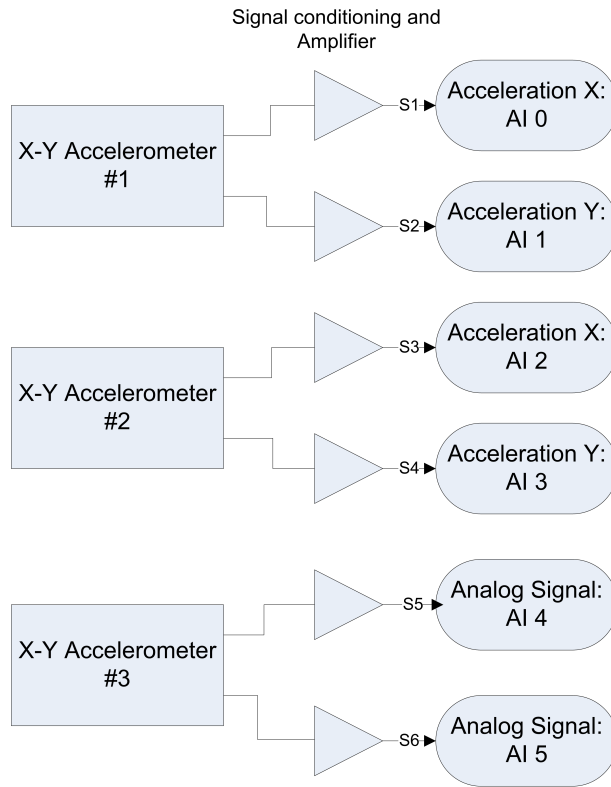 Signal conditioning and
Amplifier
X-Y Accelerometer
#1
S1
Acceleration X:
AI 0
S2
Acceleration Y:
AI 1
X-Y Accelerometer
#2
S3
Acceleration X:
AI 2
S4
Acceleration Y:
AI 3
X-Y Accelerometer
#3
S5
Analog Signal:
AI 4
S6
Analog Signal:
AI 5